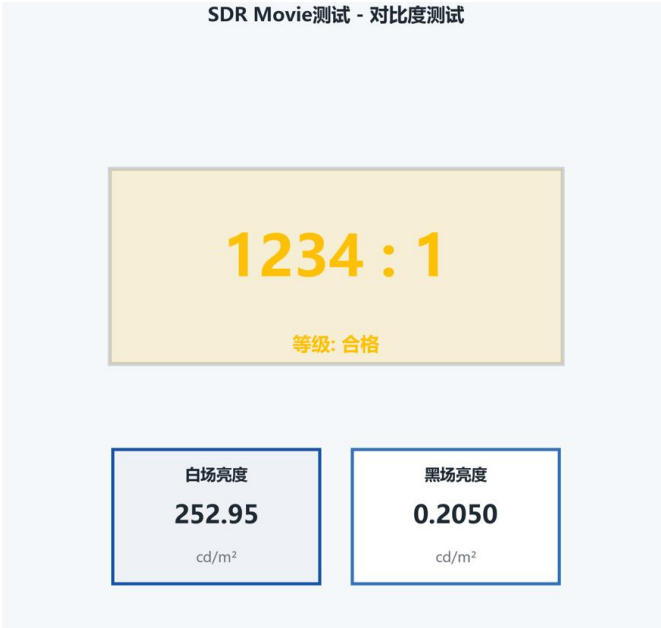 SDR Movie测试 - 对比度测试
1234 : 1
等级: 合格
白场亮度
252.95
cd/m²
黑场亮度
0.2050
cd/m²